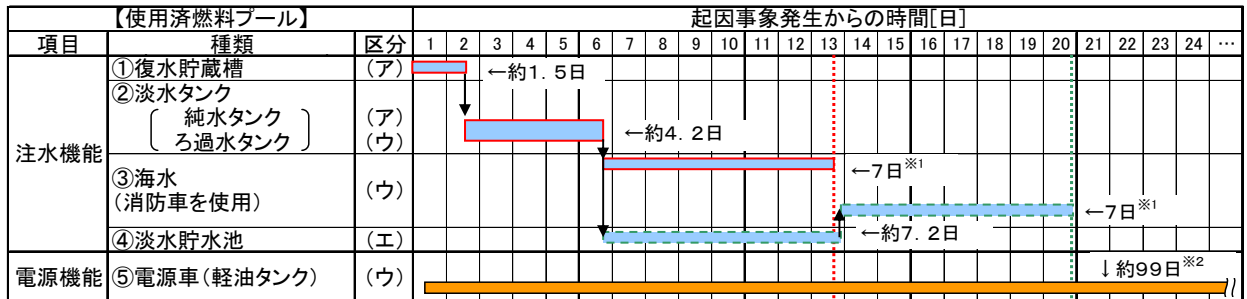 【使用済燃料プール】 起因事象発生からの時間[日]
項目 種類 区分 1 2 3 4 5 6 7 8 9 10 11 12 13 14 15 16 17 18 19 20 21 22 23 24 …
注水機能
①復水貯蔵槽 (ア) ←約1.5日
②淡水タンク
純水タンク (ア)
ろ過水タンク (ウ) ←約4.2日
③海水 (ウ) ←7日※1
(消防車を使用) ←7日※1
④淡水貯水池 (エ) ←約7.2日
電源機能 ⑤電源車(軽油タンク) (ウ) ↓約99日※2